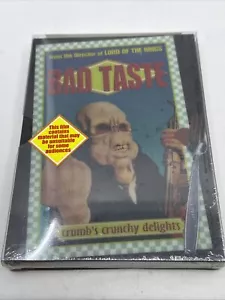 from the director of LORD OF THE RINGS
BAD TASTE
This film
contains
material that may
be unsuitable
for some
audiences
crumb's crunchy delights